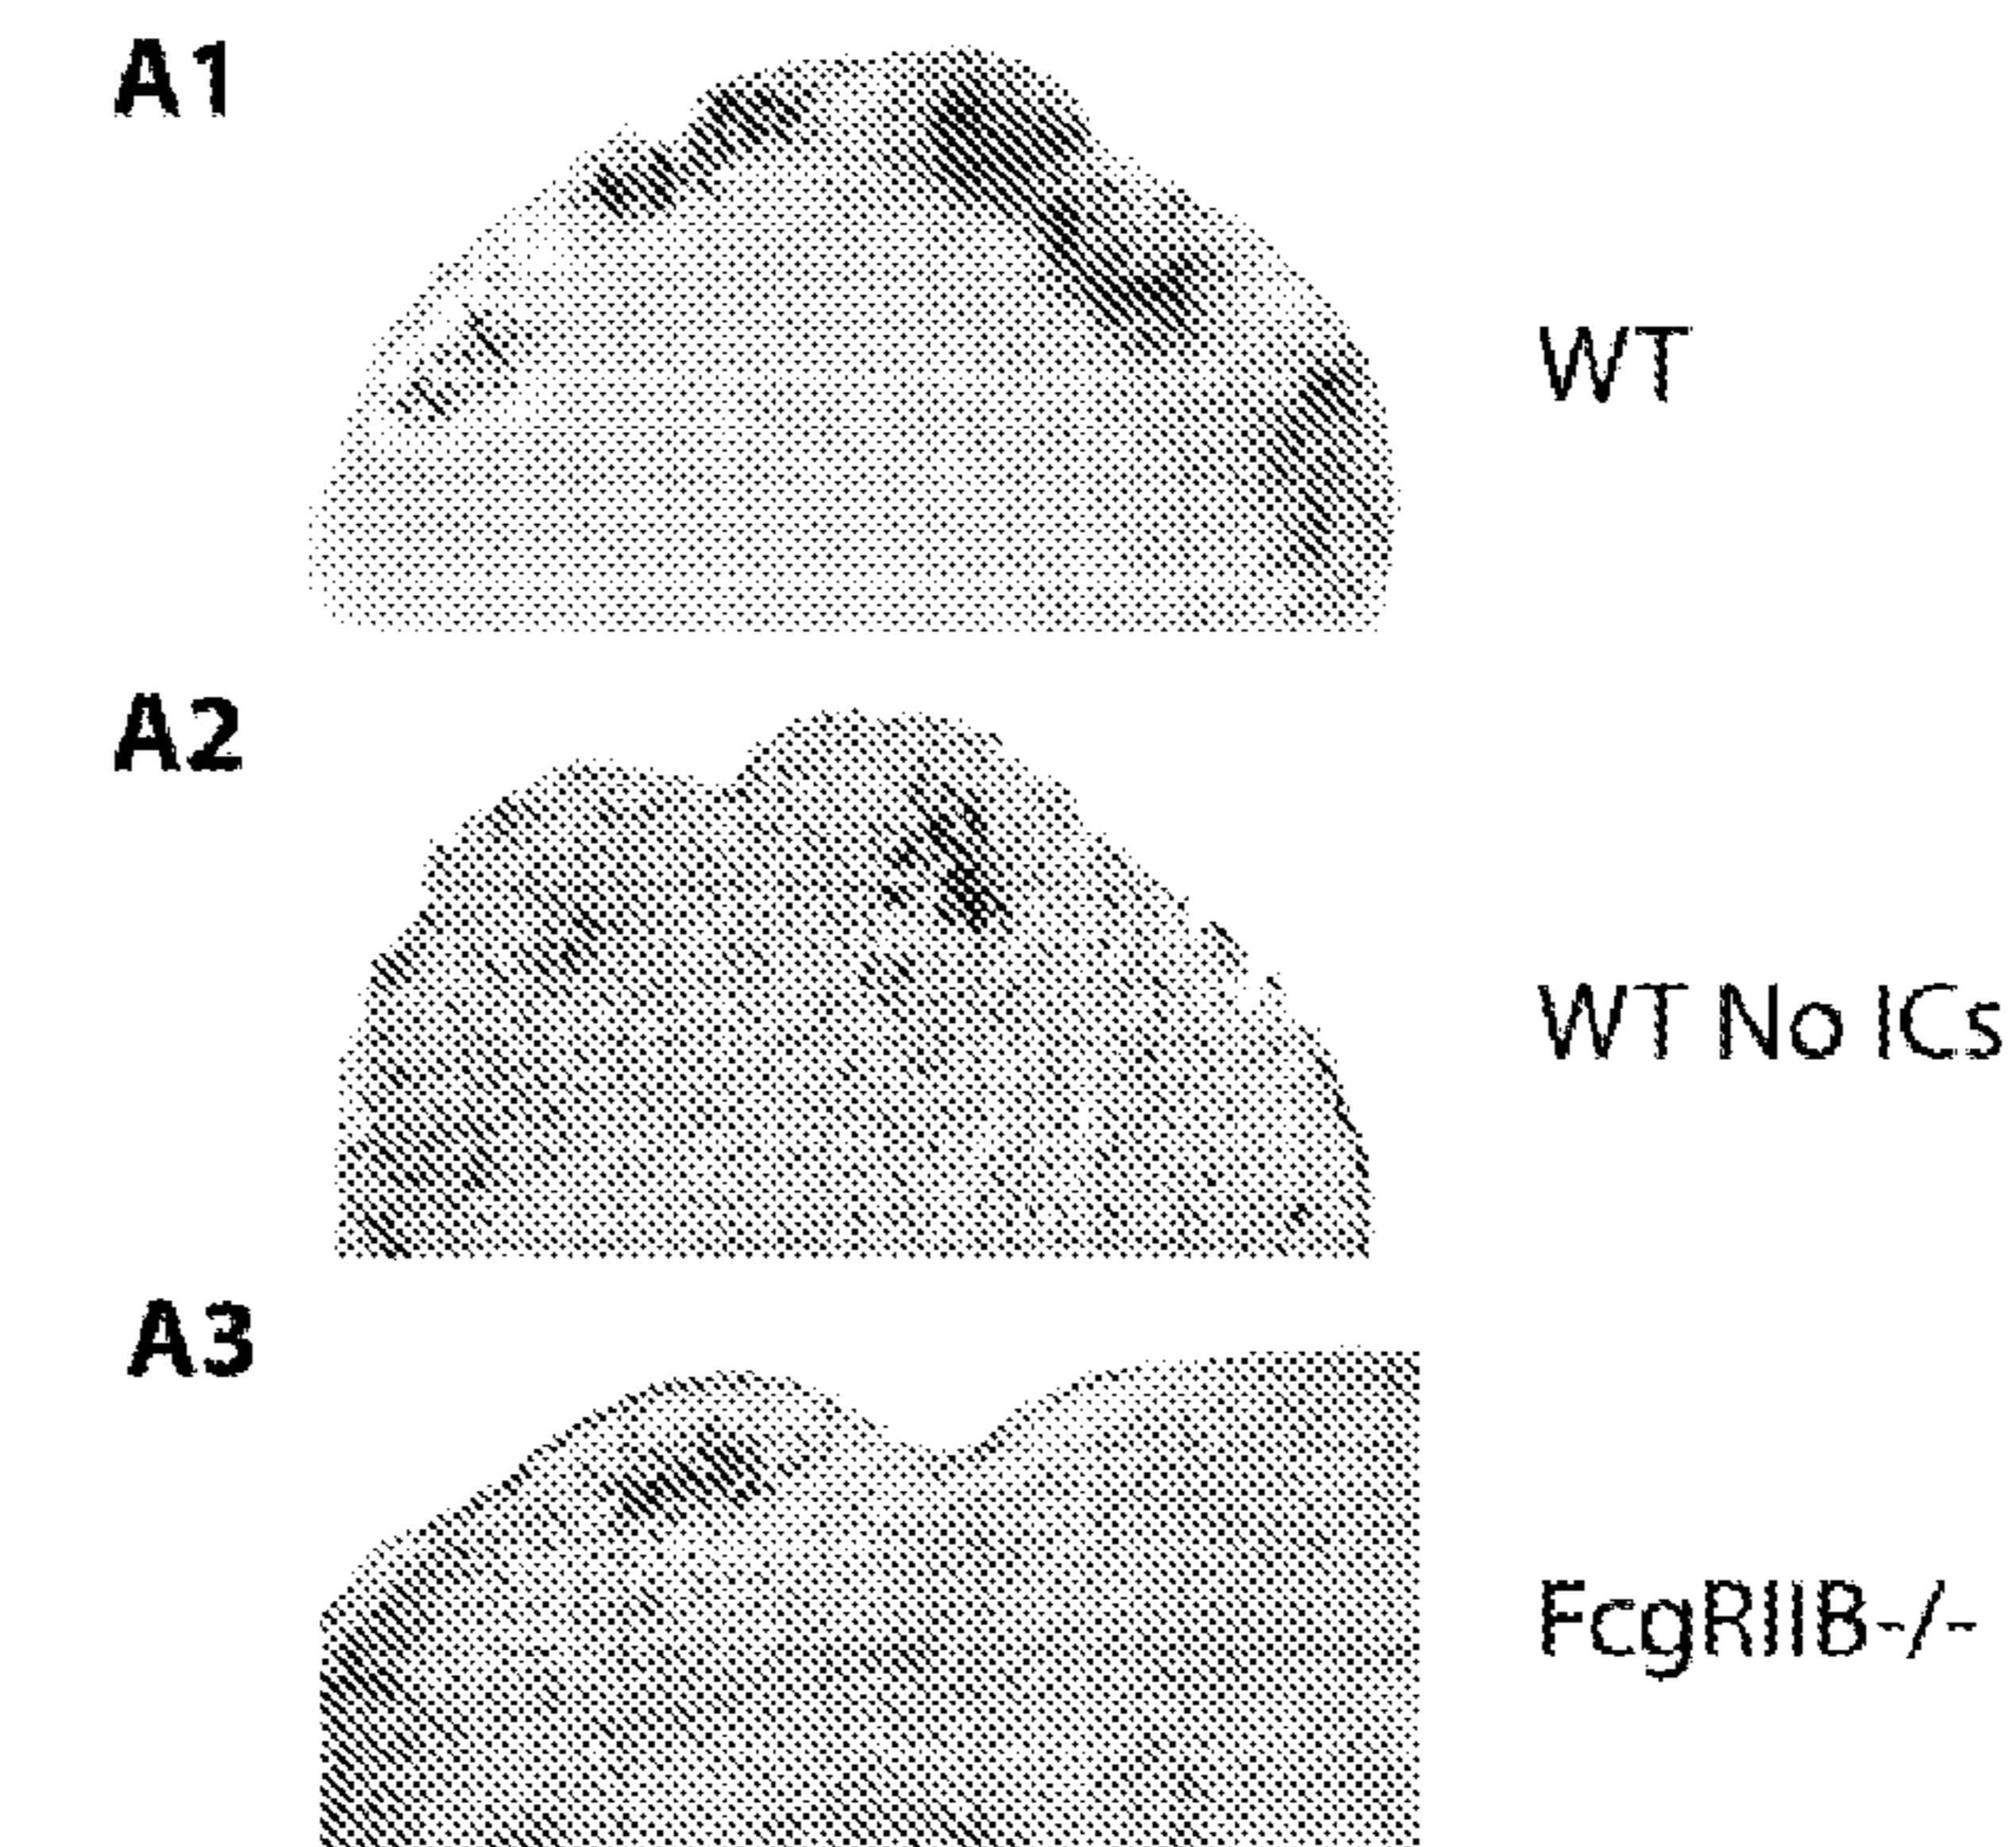 A1
WT
A2
WT No ICs
A3
FcgRIIB-/-